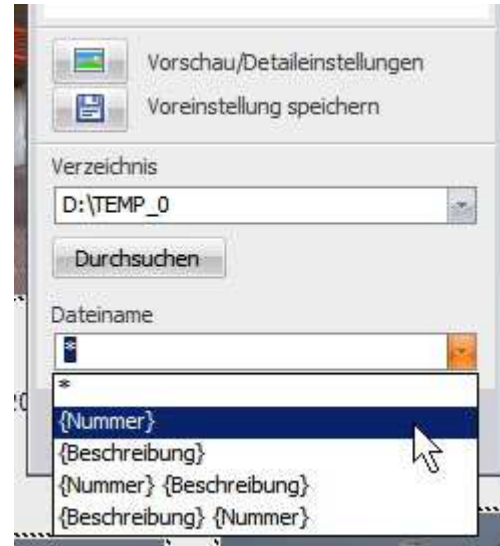 Vorschau/Detaileinstellungen
Voreinstellung speichern
Verzeichnis
D:\TEMP_0
Durchsuchen
Dateiname
*
*
{Nummer}
{Beschreibung}
{Nummer} {Beschreibung}
{Beschreibung} {Nummer}